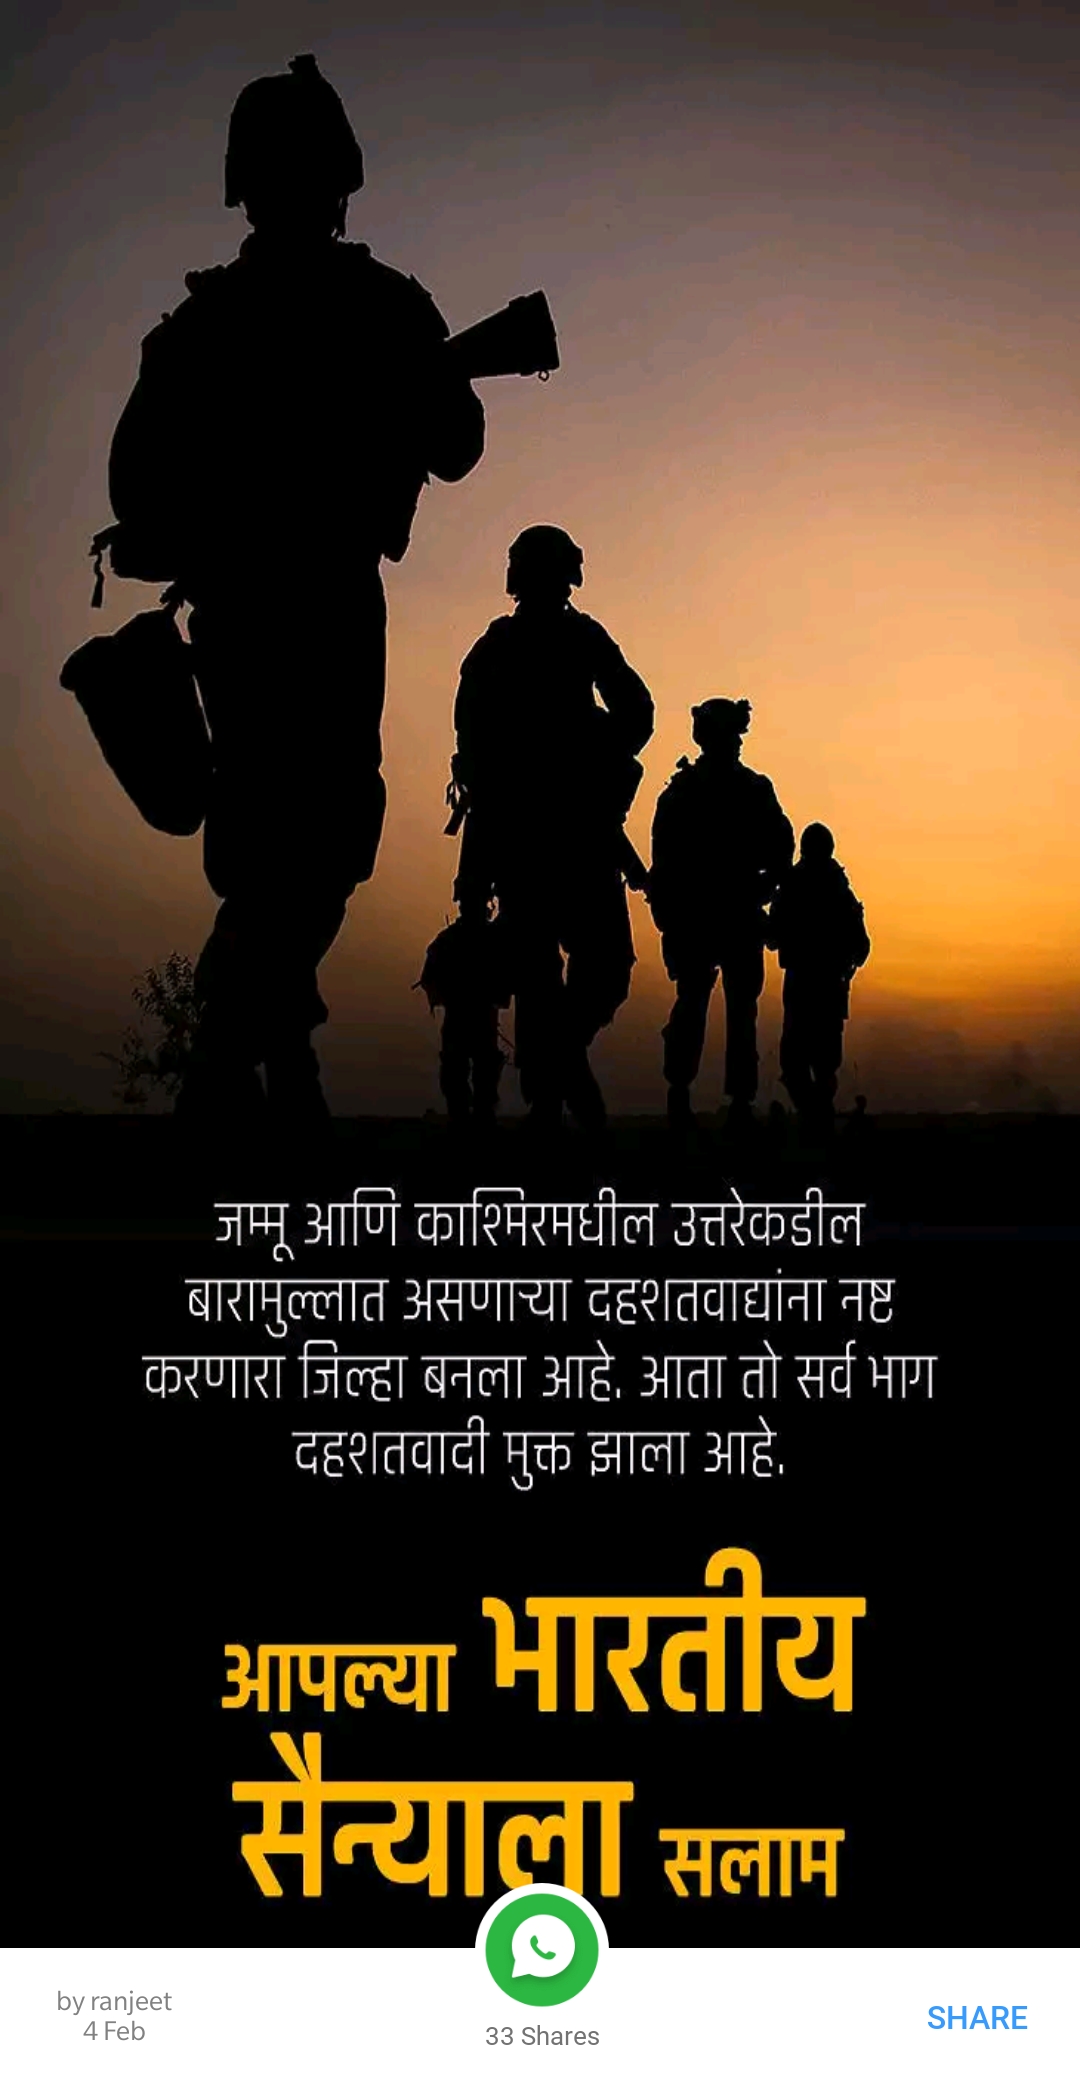 जम्मू आणि काश्मिरमधील उत्तरेकडील
बारामुल्लात असणाऱ्या दहशतवाद्यांना नष्ट
करणारा जिल्हा बनला आहे. आता तो सर्व भाग
दहशतवादी मुक्त झाला आहे.
आपल्या भारतीय
सैन्याला सलाम
by ranjeet
4 Feb
33 Shares
SHARE